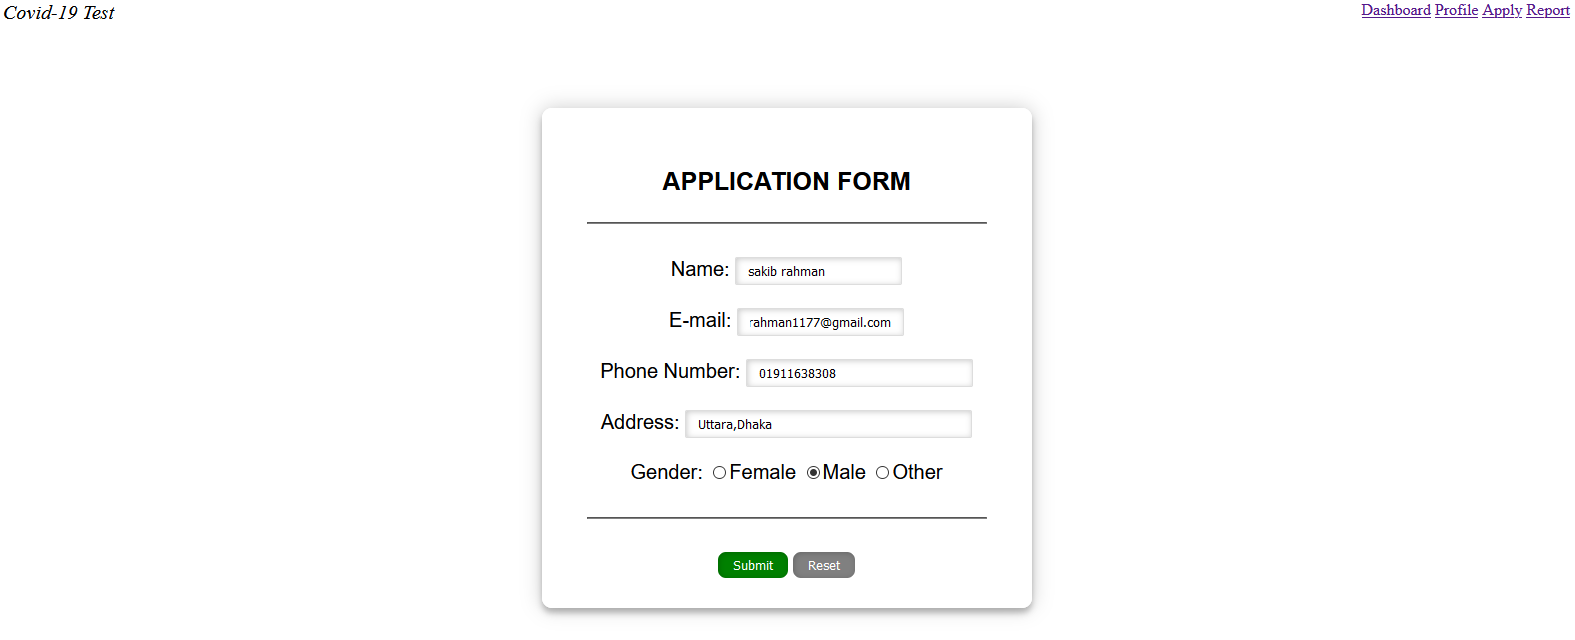 Covid-19 Test
Dashboard Profile Apply Report
APPLICATION FORM
Name: sakib rahman
E-mail: rahman1177@gmail.com
Phone Number: 01911638308
Address: Uttara,Dhaka
Gender: Female Male Other
Submit Reset